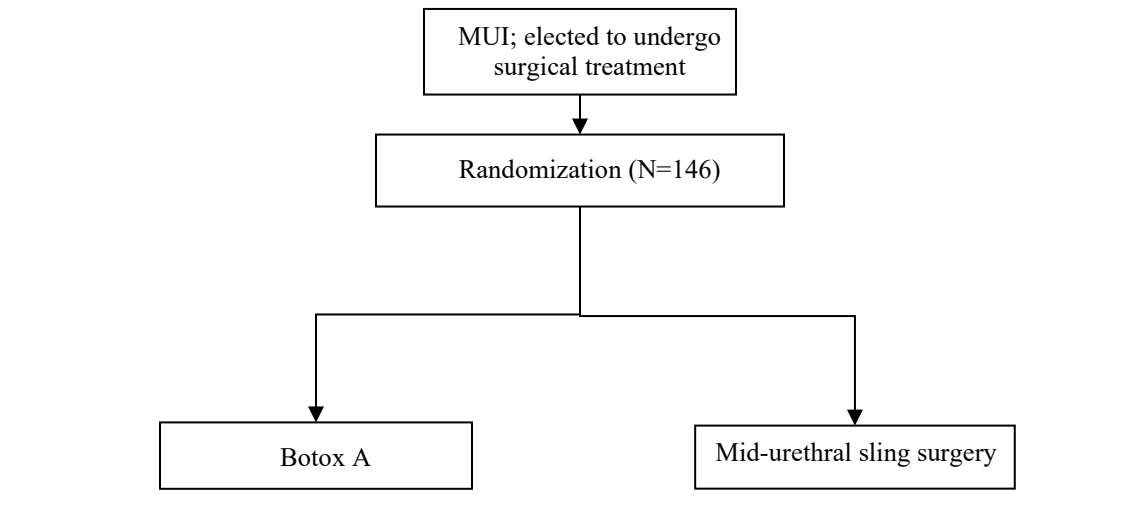 MUI; elected to undergo
surgical treatment
Randomization (N=146)
Botox A
Mid-urethral sling surgery